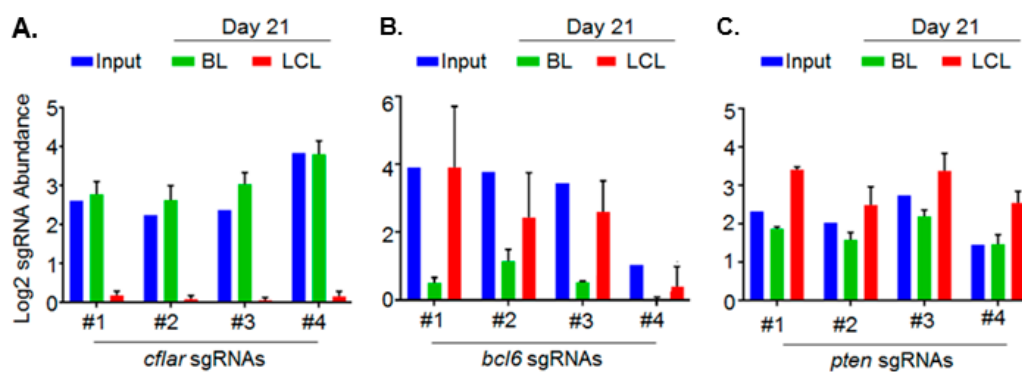 A.
Day 21
Input BL LCL
Log2 sgRNA Abundance
5
4
3
2
1
0
#1 #2 #3 #4
cflar sgRNAs
B.
Day 21
Input BL LCL
6
4
2
0
#1 #2 #3 #4
bcl6 sgRNAs
C.
Day 21
Input BL LCL
5
4
3
2
1
0
#1 #2 #3 #4
pten sgRNAs